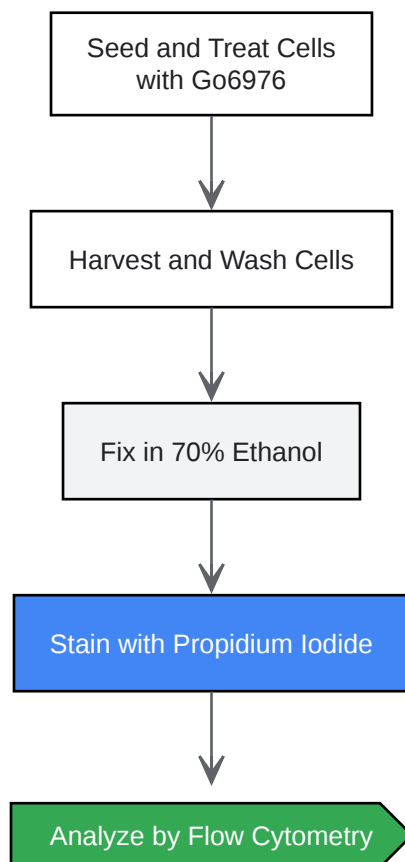 Seed and Treat Cells
with Go6976
Harvest and Wash Cells
Fix in 70% Ethanol
Stain with Propidium Iodide
Analyze by Flow Cytometry